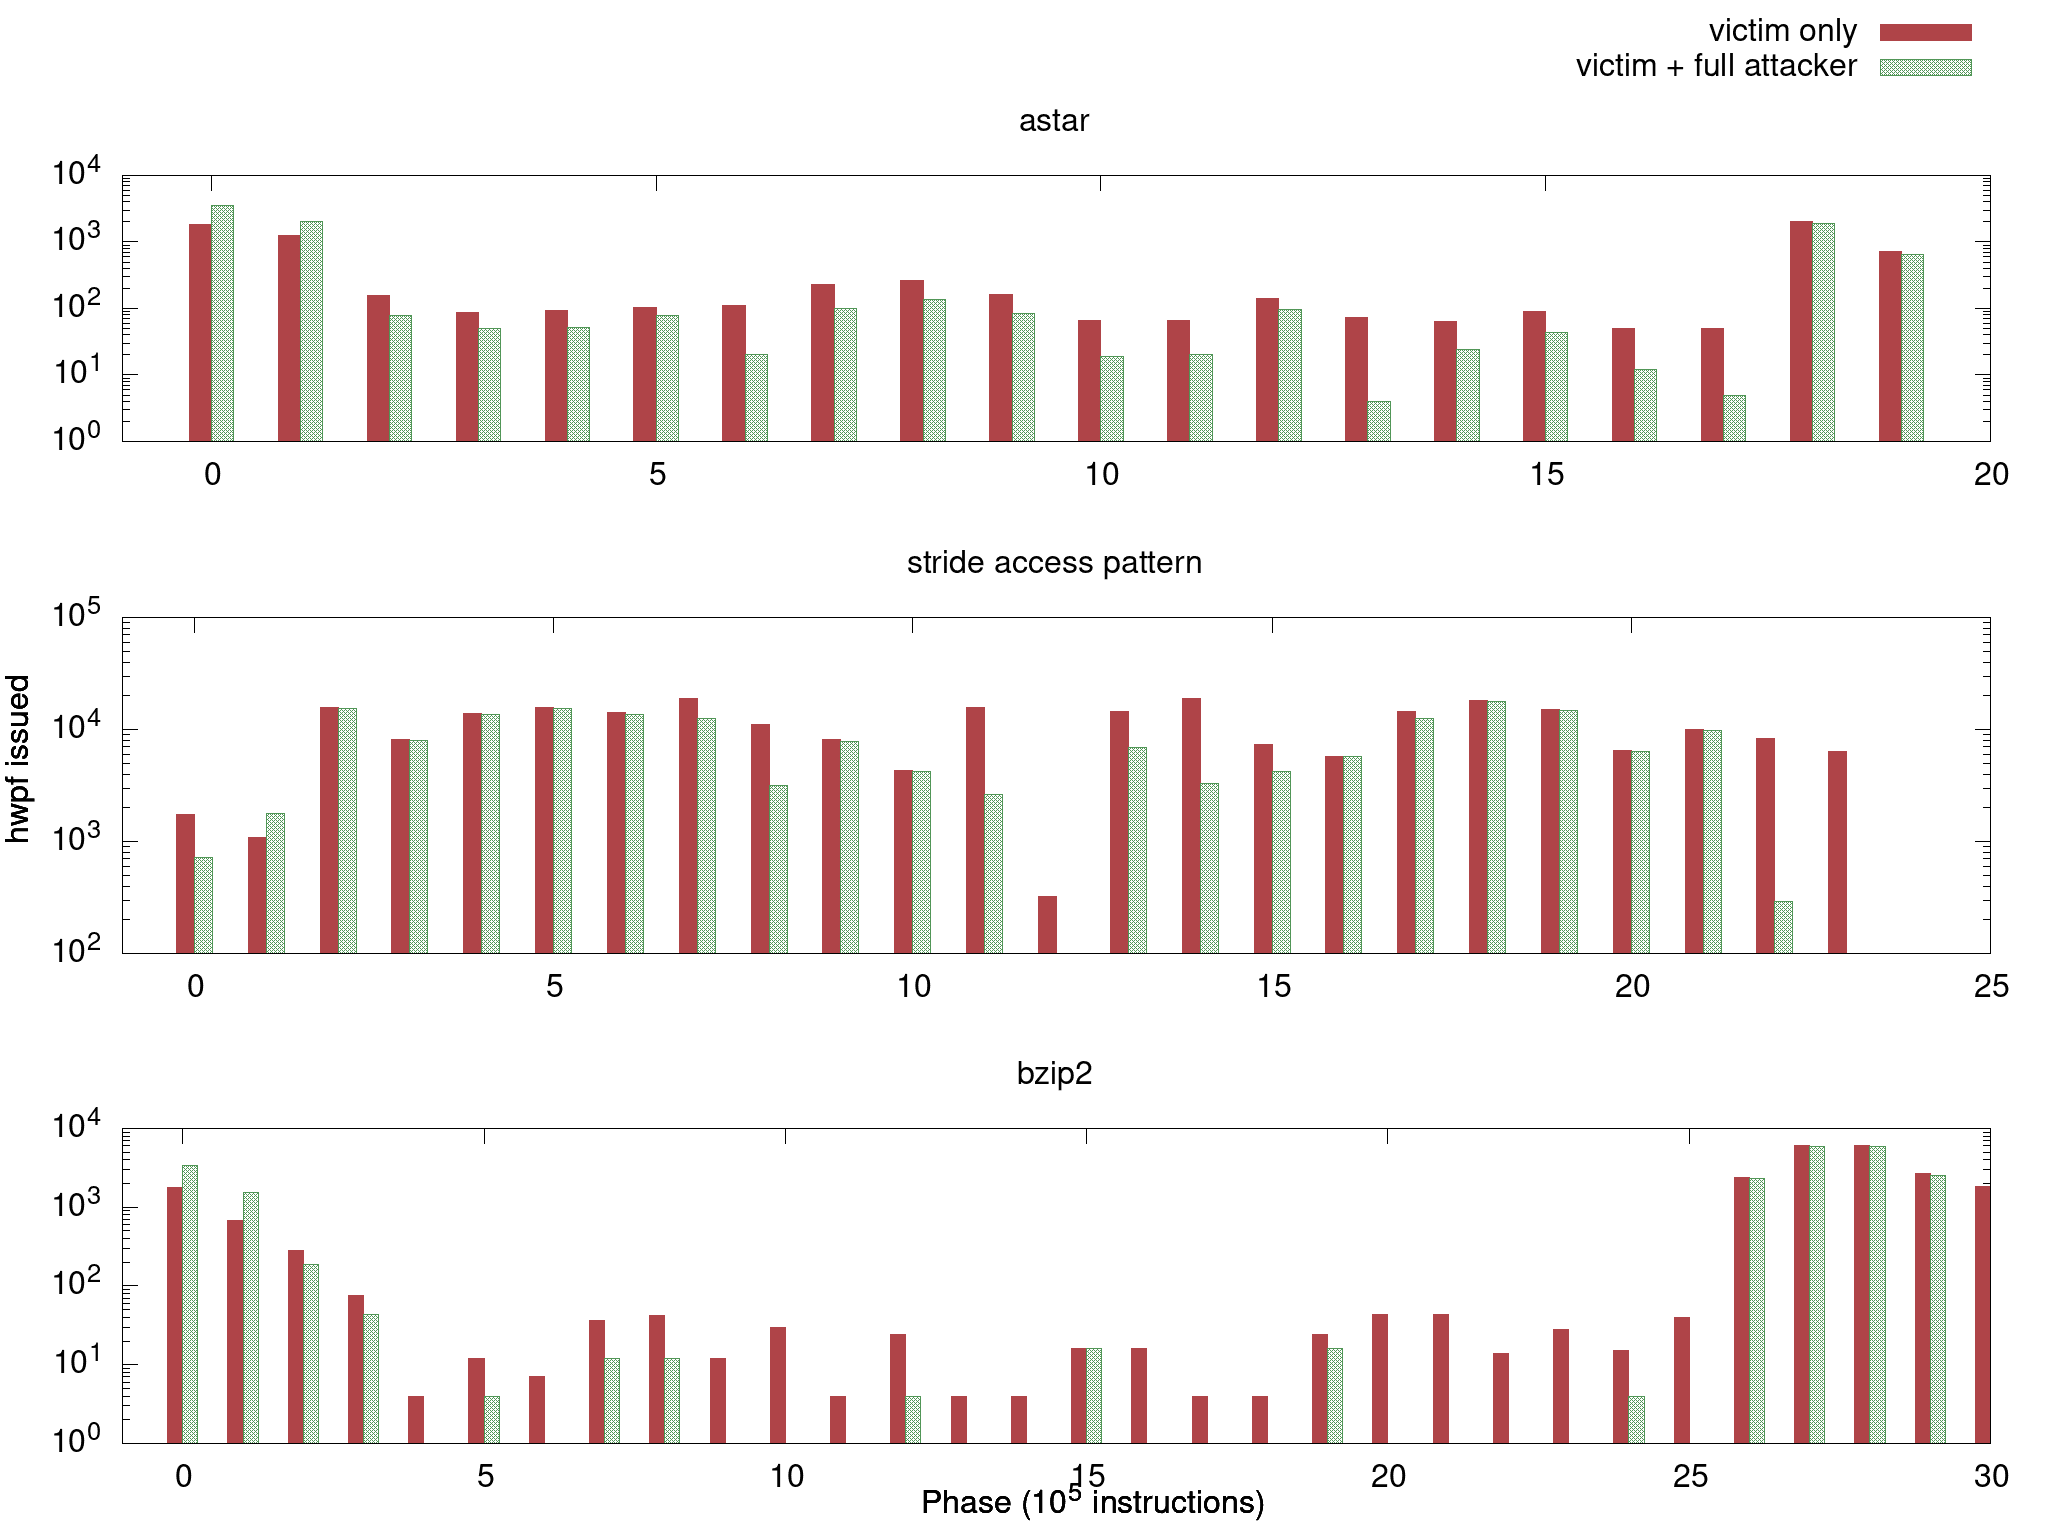 victim only
victim + full attacker
astar
10^4
10^3
10^2
10^1
10^0
0 5 10 15 20
stride access pattern
hwpf issued
10^5
10^4
10^3
10^2
0 5 10 15 20 25
bzip2
10^4
10^3
10^2
10^1
10^0
0 5 10 15 20 25 30
Phase (10^5 instructions)